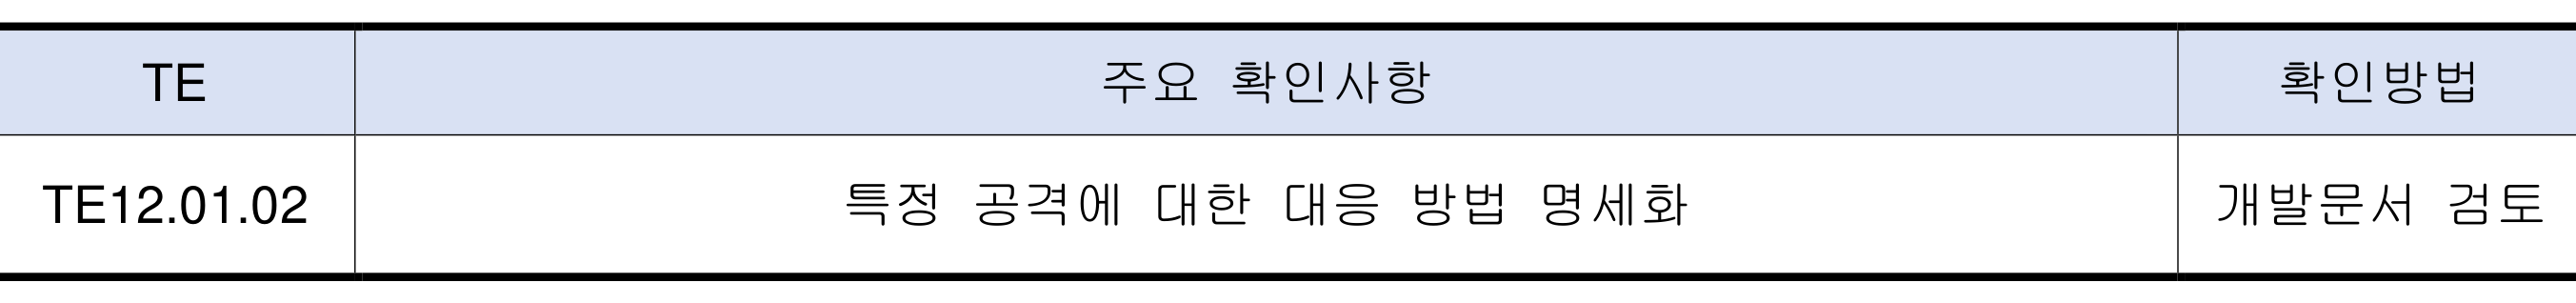 TE 주요 확인사항 확인방법
TE12.01.02 특정 공격에 대한 대응 방법 명세화 개발문서 검토